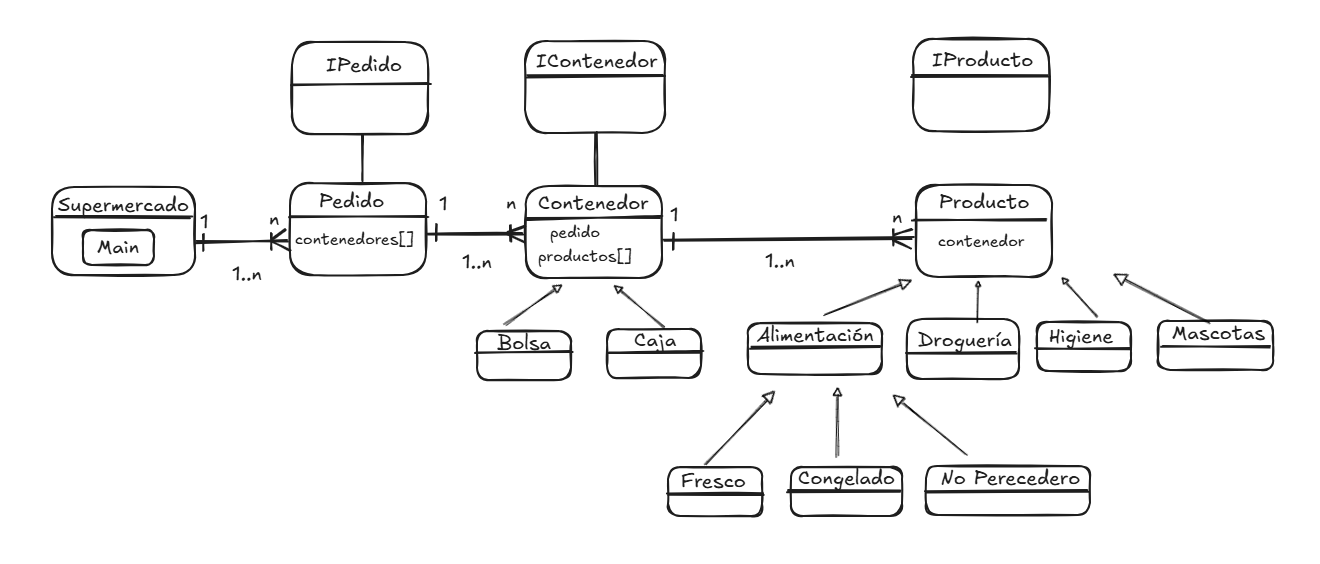 IPedido
IContenedor
IProducto
Supermercado
Main
1
n
1..n
Pedido
contenedores[]
1
n
1..n
Contenedor
pedido
productos[]
1
n
1..n
Producto
contenedor
Bolsa
Caja
Alimentación
Droguería
Higiene
Mascotas
Fresco
Congelado
No Perecedero